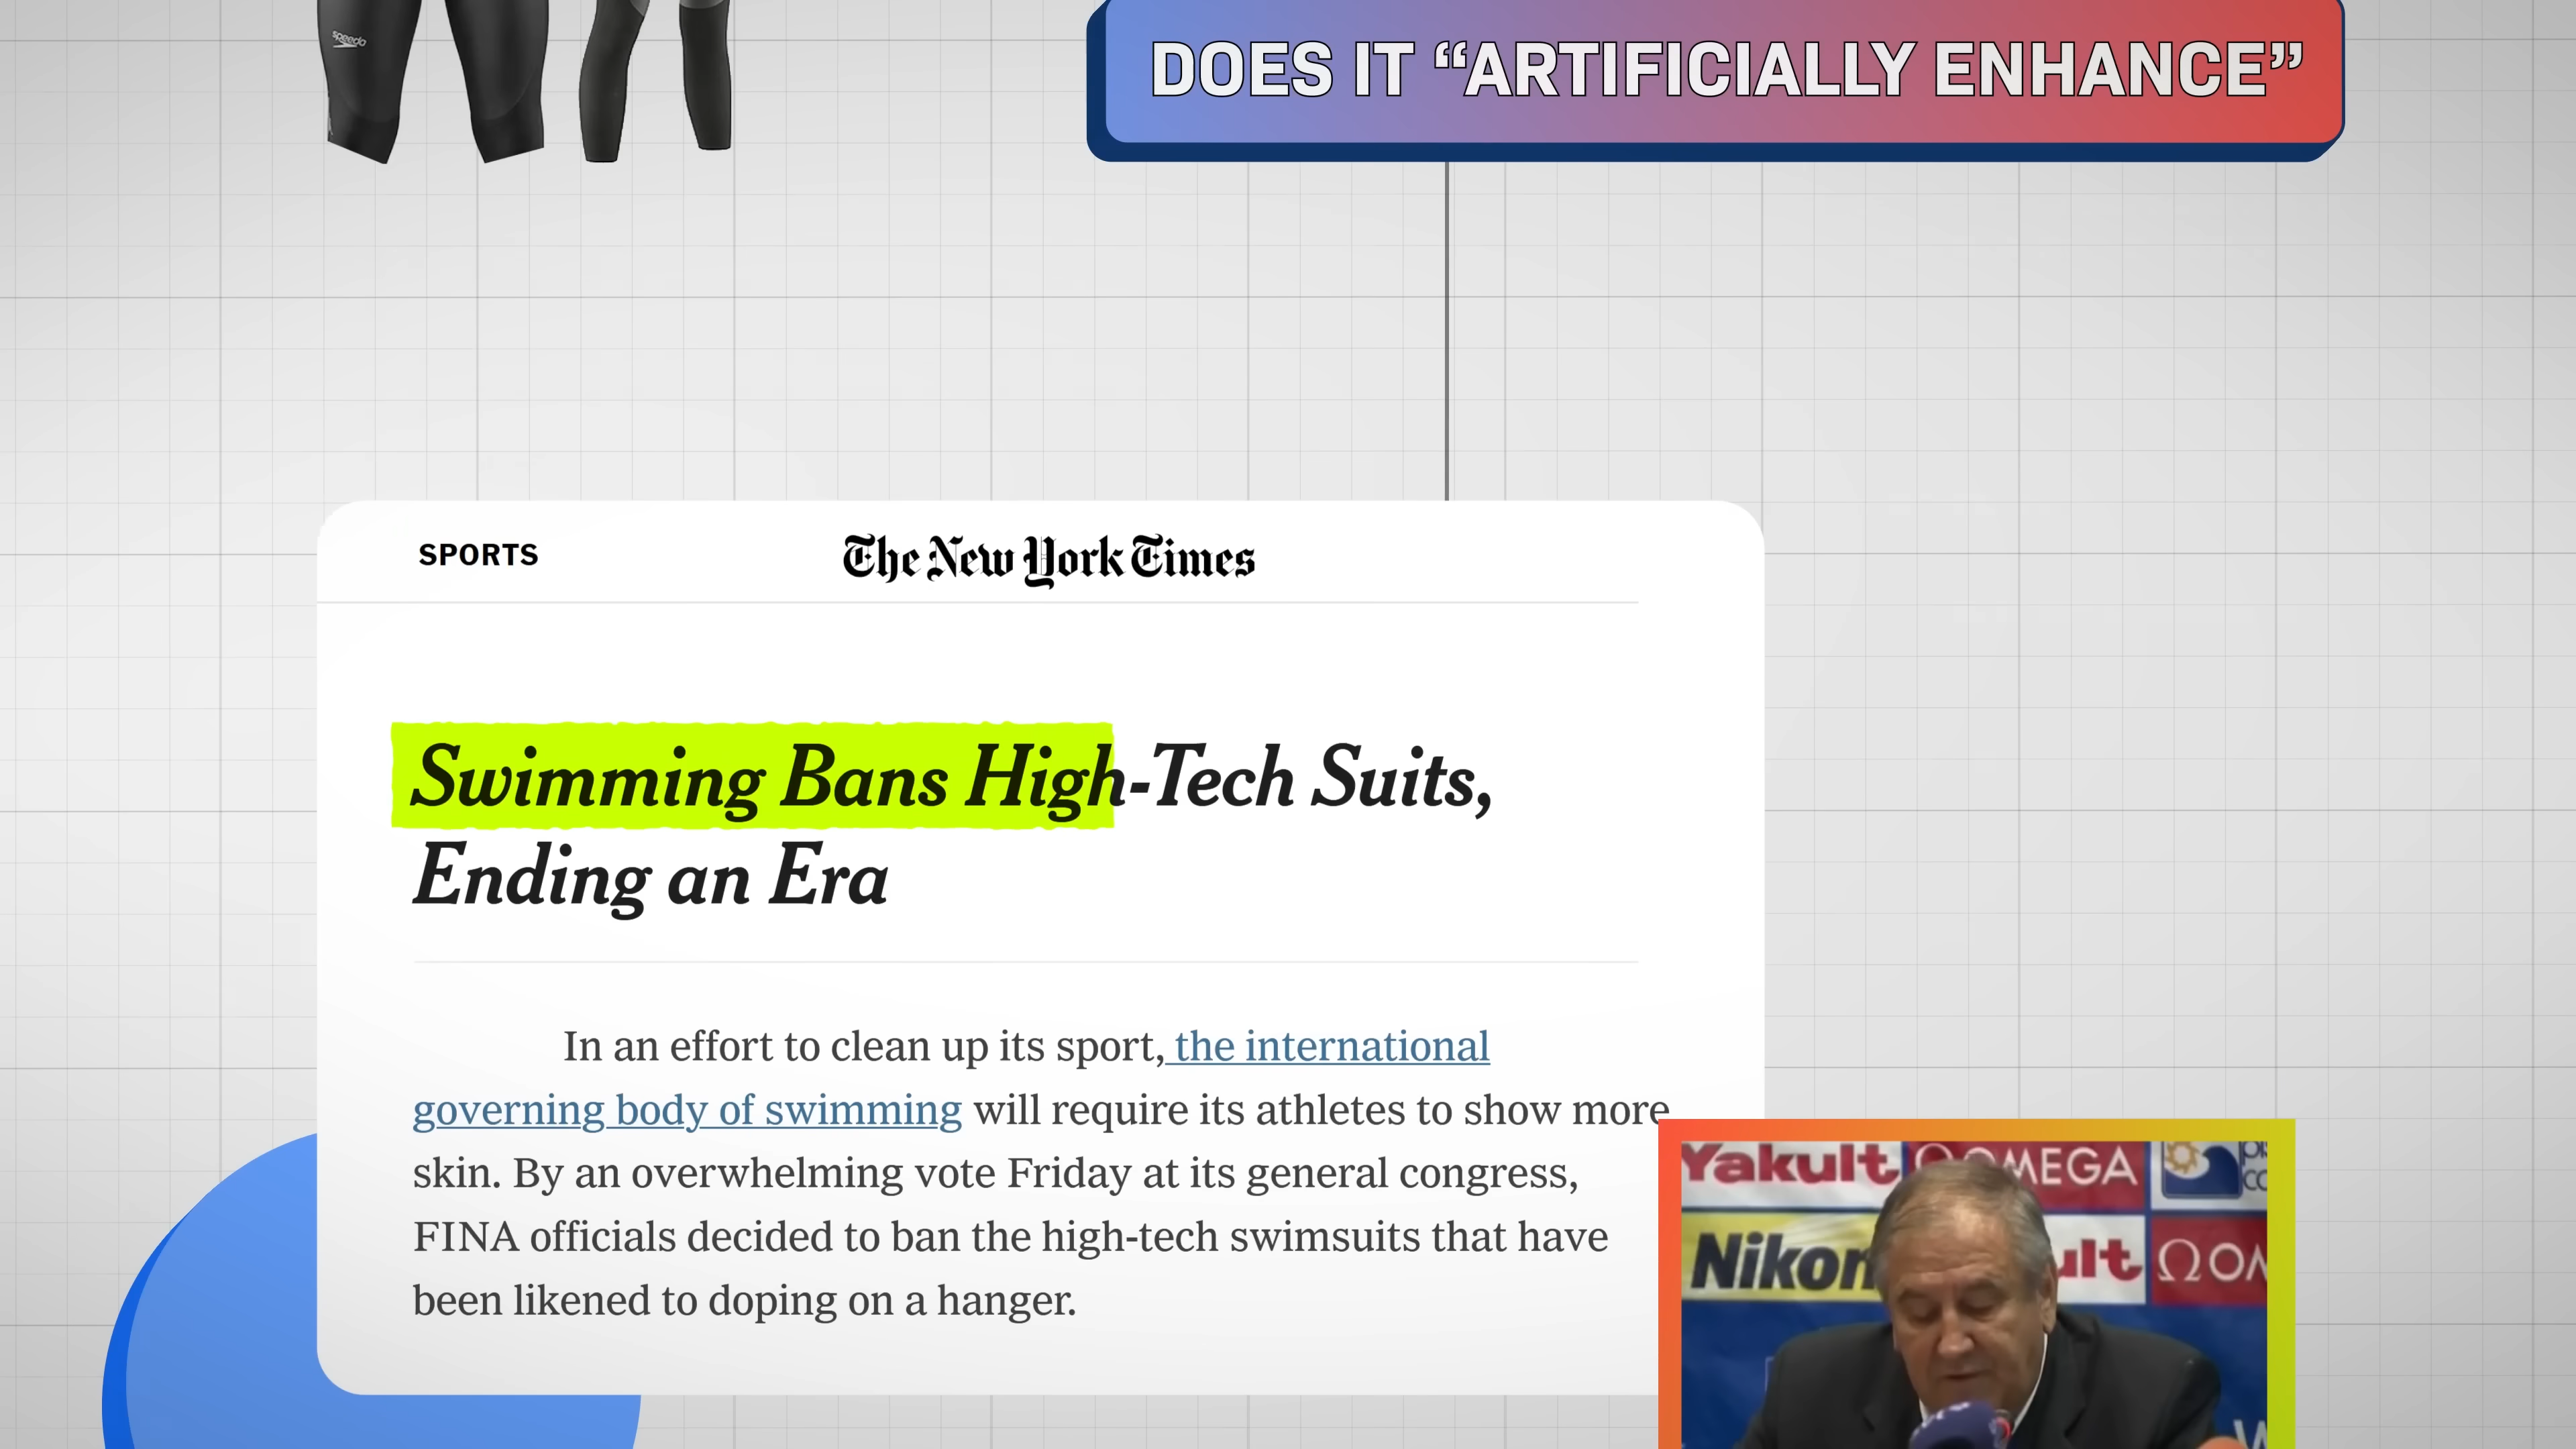 speedo
DOES IT “ARTIFICIALLY ENHANCE”
SPORTS
The New York Times
Swimming Bans High-Tech Suits,
Ending an Era
In an effort to clean up its sport, the international
governing body of swimming will require its athletes to show more
skin. By an overwhelming vote Friday at its general congress,
FINA officials decided to ban the high-tech swimsuits that have
been likened to doping on a hanger.
Yakult
OMEGA
Nikon